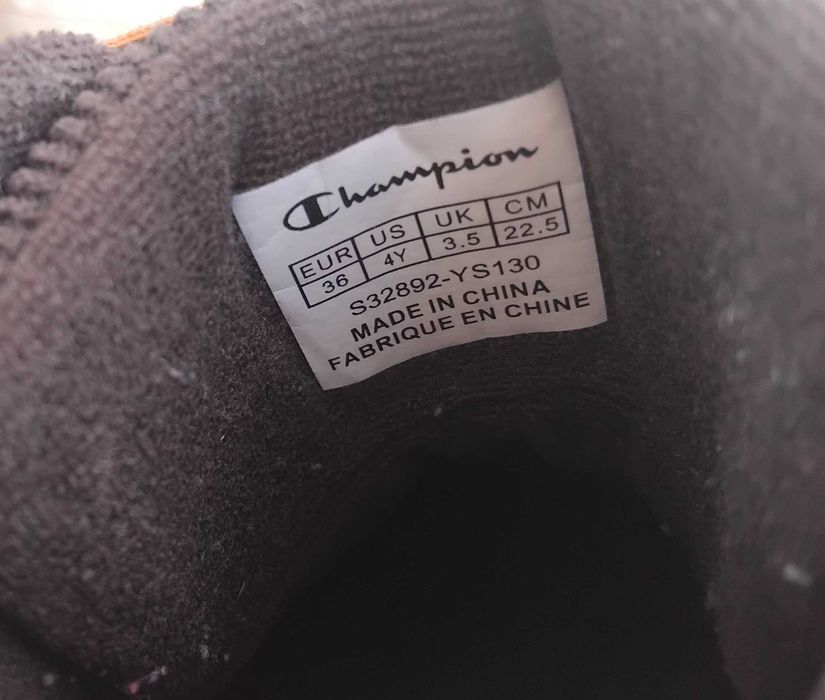 Champion
EUR US UK CM
36 4Y 3.5 22.5
S32892-YS130
MADE IN CHINA
FABRIQUE EN CHINE